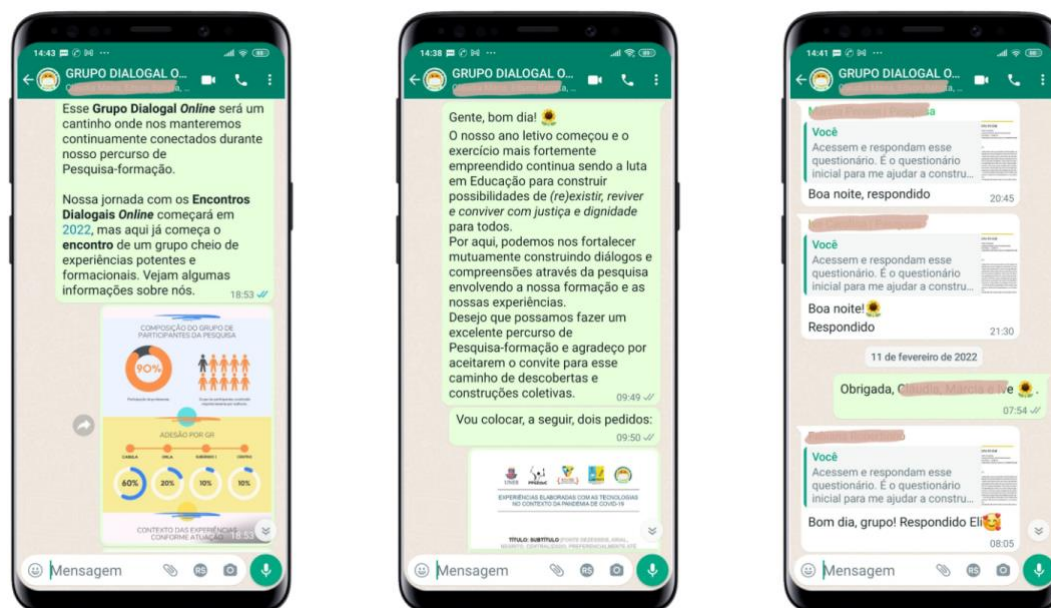 14:43
GRUPO DIALOGAL O...
Esse Grupo Dialogal Online será um
cantinho onde nos manteremos
continuamente conectados durante
nosso percurso de
Pesquisa-formação.
Nossa jornada com os Encontros
Dialogais Online começará em
2022, mas aqui já começa o
encontro de um grupo cheio de
experiências potentes e
formacionais. Vejam algumas
informações sobre nós.
18:53
COMPOSIÇÃO DO GRUPO DE
PARTICIPANTES DA PESQUISA
90%
ADESÃO POR GR
CABULA ORLA CENTRO
60% 20% 10% 10%
CONTEXTO DAS EXPERIÊNCIAS
CONFORME ATUAÇÃO
18:53
Mensagem
R$
14:38
GRUPO DIALOGAL O...
Gente, bom dia! 🌻
O nosso ano letivo começou e o
exercício mais fortemente
empreendido continua sendo a luta
em Educação para construir
possibilidades de (re)existir, reviver
e conviver com justiça e dignidade
para todos.
Por aqui, podemos nos fortalecer
mutuamente construindo diálogos e
compreensões através da pesquisa
envolvendo a nossa formação e as
nossas experiências.
Desejo que possamos fazer um
excelente percurso de
Pesquisa-formação e agradeço por
aceitarem o convite para esse
caminho de descobertas e
construções coletivas.
09:49
Vou colocar, a seguir, dois pedidos:
09:50
UNEB
EXPERIÊNCIAS ELABORADAS COM AS TECNOLOGIAS
NO CONTEXTO DA PANDEMIA DE COVID-19
TÍTULO: SUBTÍTULO (FONTE
NEGRITO, CENTRALIZADO, PREFERENCIALMENTE ATÉ
Mensagem
R$
14:41
GRUPO DIALOGAL O...
Você
Acessem e respondam esse
questionário. É o questionário
inicial para me ajudar a constru...
Boa noite, respondido
20:45
Você
Acessem e respondam esse
questionário. É o questionário
inicial para me ajudar a constru...
Boa noite!🌻
Respondido
21:30
11 de fevereiro de 2022
Obrigada, 🌻.
07:54
Você
Acessem e respondam esse
questionário. É o questionário
inicial para me ajudar a constru...
Bom dia, grupo! Respondido Eli🥰
08:05
Mensagem
R$